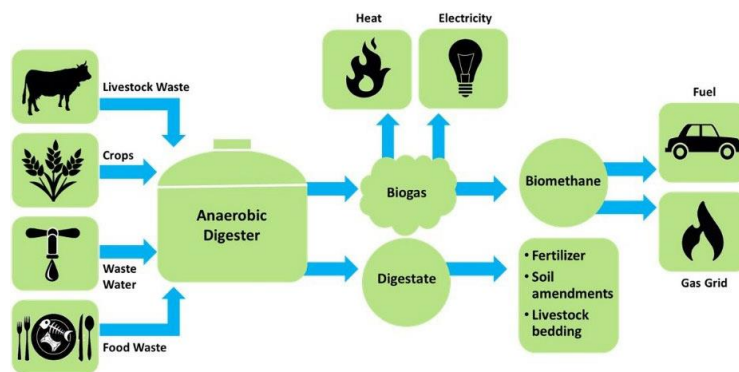 Heat
Electricity
Livestock Waste
Fuel
Crops
Anaerobic
Digester
Biogas
Biomethane
Waste
Water
Digestate
• Fertilizer
• Soil
amendments
• Livestock
bedding
Gas Grid
Food Waste